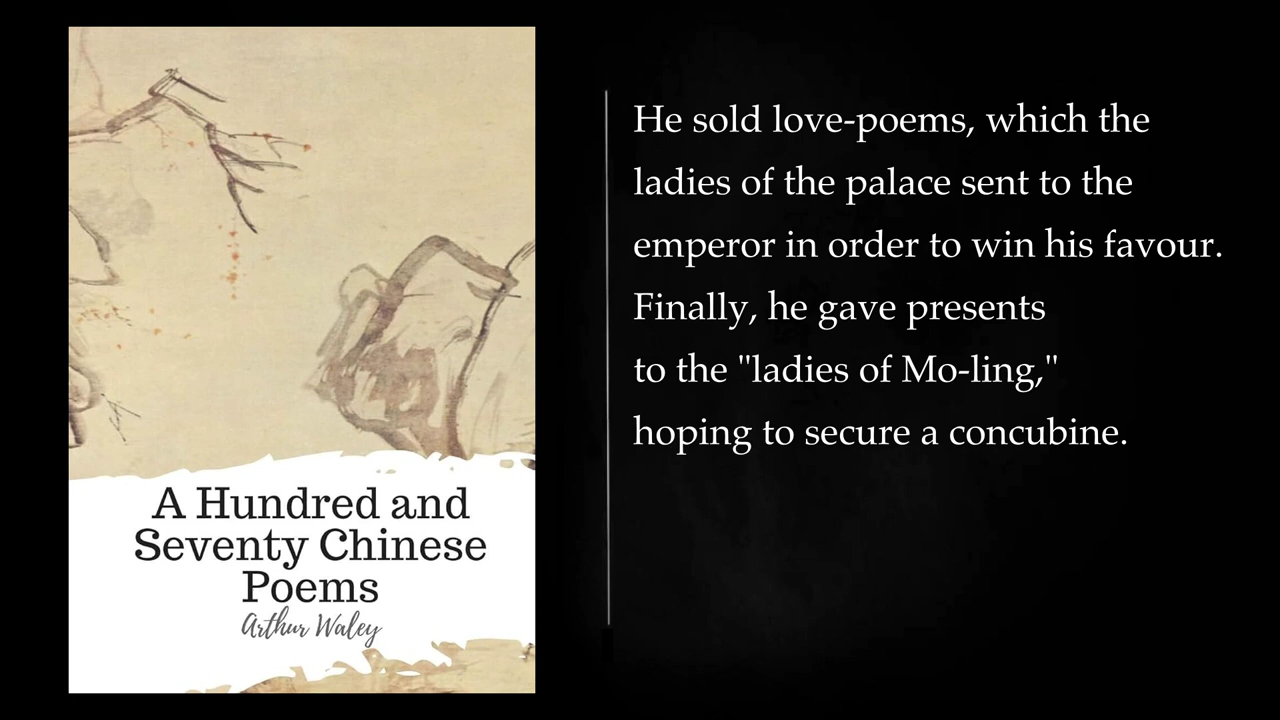 A Hundred and
Seventy Chinese
Poems
Arthur Waley
He sold love-poems, which the
ladies of the palace sent to the
emperor in order to win his favour.
Finally, he gave presents
to the "ladies of Mo-ling,"
hoping to secure a concubine.